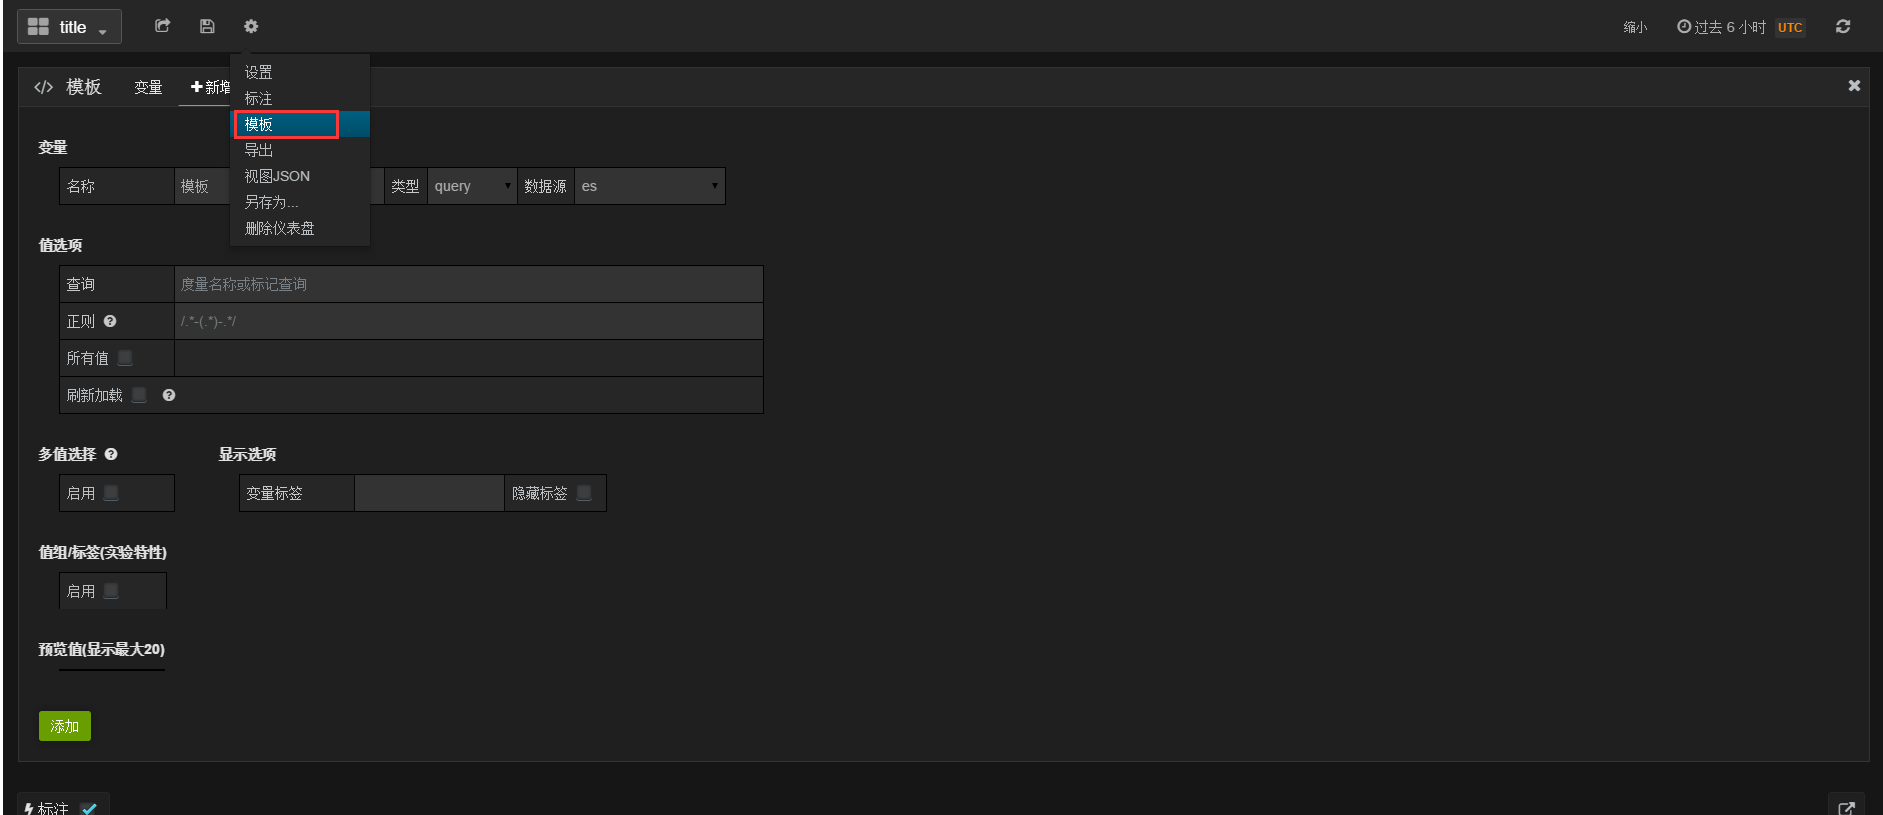 title
缩小 过去 6 小时 UTC
模板 变量 新增
设置
标注
模板
导出
视图JSON
另存为...
删除仪表盘
变量
名称 模板 类型 query 数据源 es
值选项
查询 度量名称或标记查询
正则 /.*-(.*)-.*/
所有值
刷新加载
多值选择 显示选项
启用 变量标签 隐藏标签
值组/标签(实验特性)
启用
预览值(显示最大20)
添加
标注